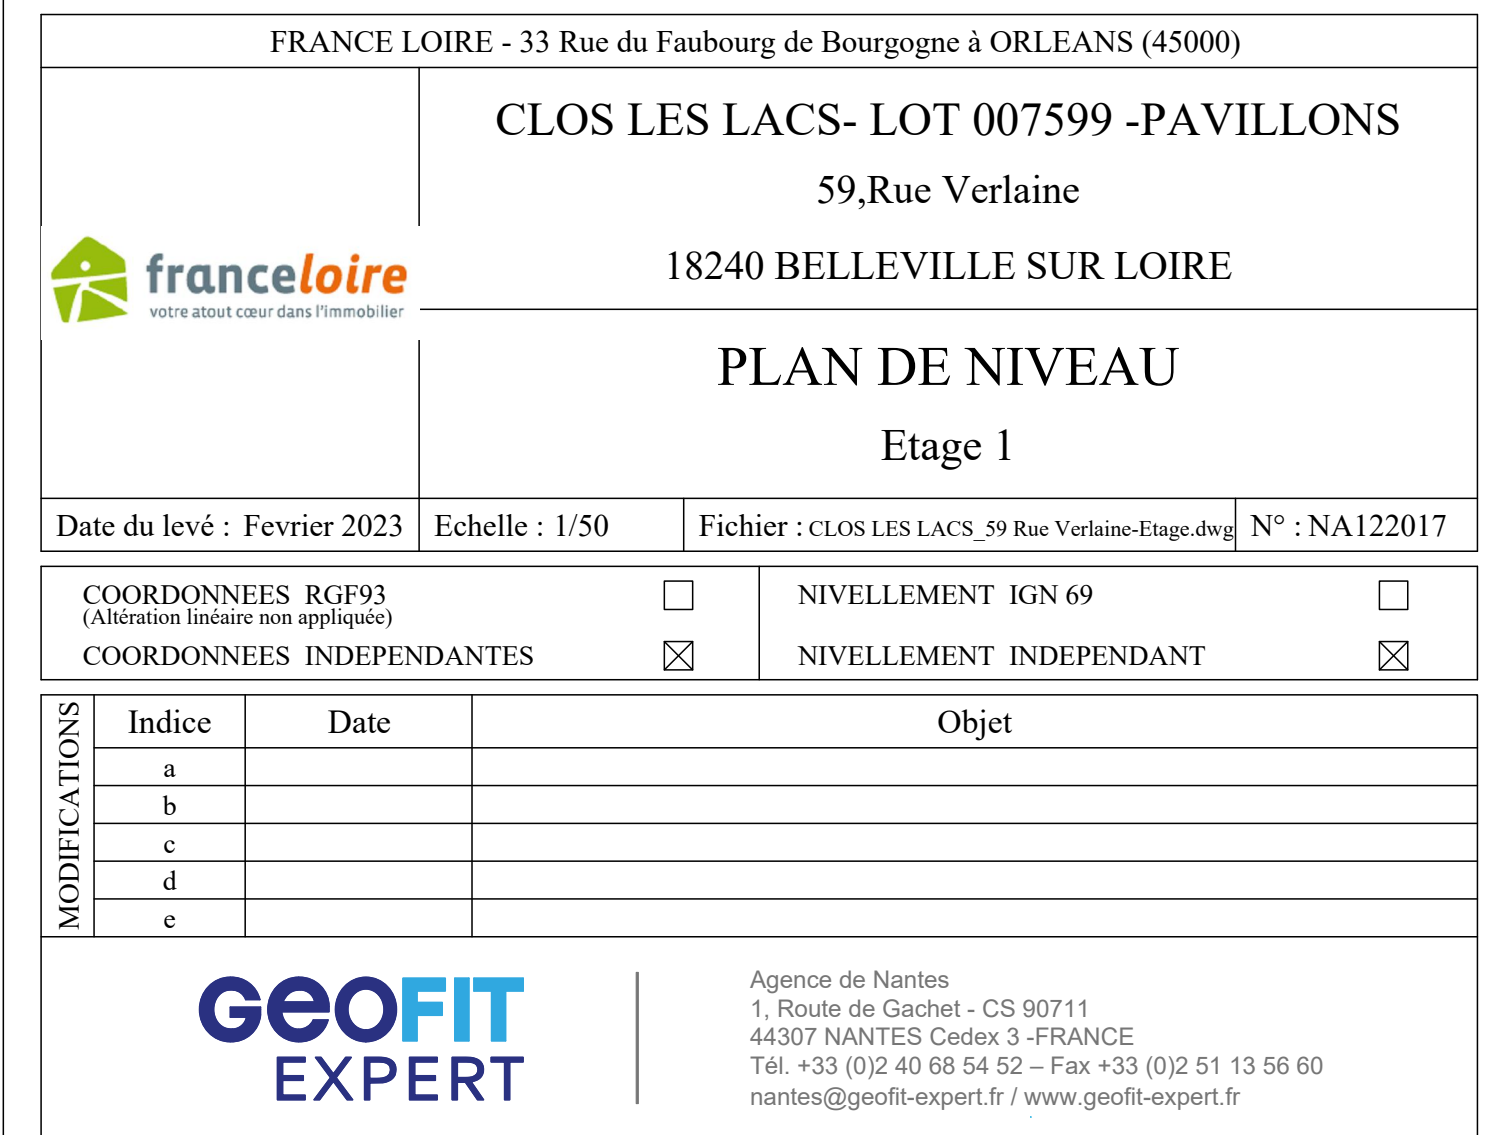 FRANCE LOIRE - 33 Rue du Faubourg de Bourgogne à ORLEANS (45000)
CLOS LES LACS- LOT 007599 -PAVILLONS
59,Rue Verlaine
18240 BELLEVILLE SUR LOIRE
franceloire
votre atout cœur dans l'immobilier
PLAN DE NIVEAU
Etage 1
Date du levé : Fevrier 2023 Echelle : 1/50 Fichier : CLOS LES LACS_59 Rue Verlaine-Etage.dwg N° : NA122017
COORDONNEES RGF93 NIVELLEMENT IGN 69
(Altération linéaire non appliquée)
COORDONNEES INDEPENDANTES NIVELLEMENT INDEPENDANT
MODIFICATIONS
Indice Date Objet
a
b
c
d
e
GEOFIT
EXPERT
Agence de Nantes
1, Route de Gachet - CS 90711
44307 NANTES Cedex 3 -FRANCE
Tél. +33 (0)2 40 68 54 52 – Fax +33 (0)2 51 13 56 60
nantes@geofit-expert.fr / www.geofit-expert.fr